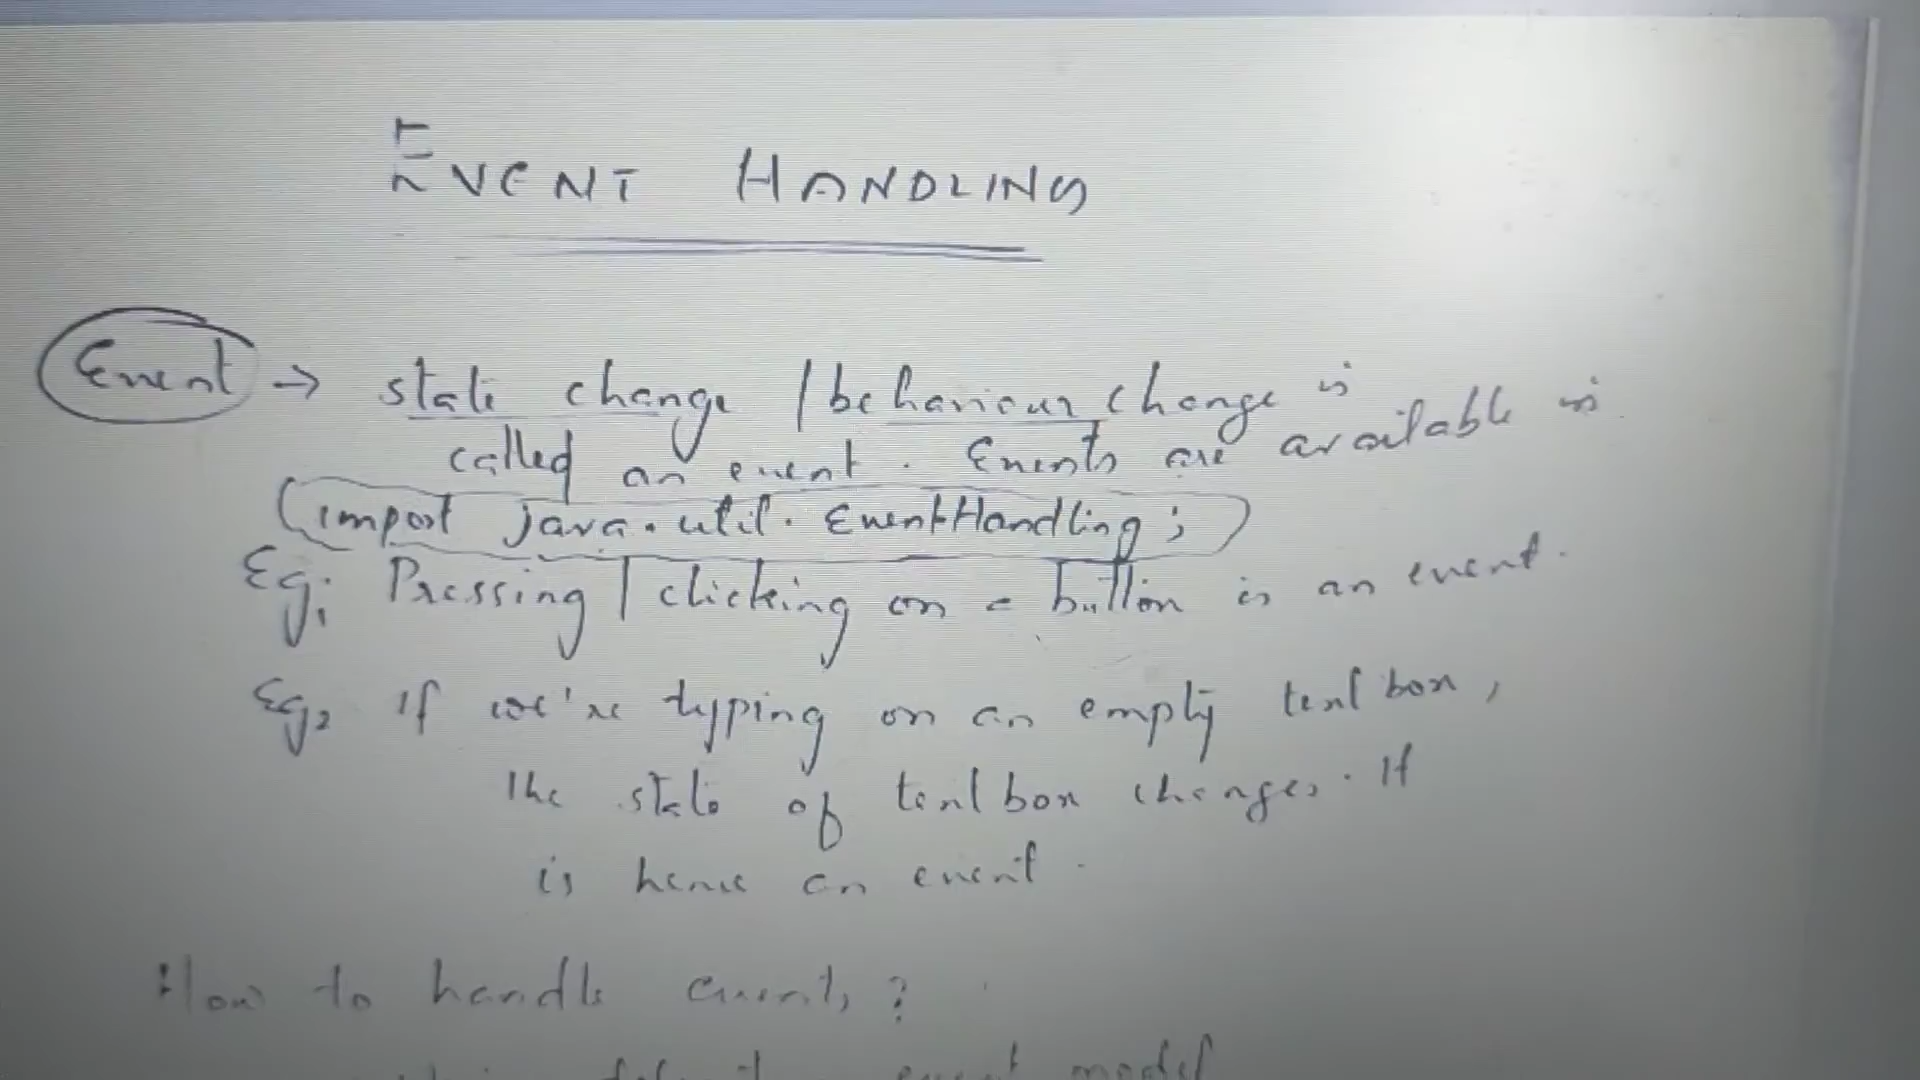 EVENT HANDLING
Event → state change / behaviour change is
called an event. Events are available in
(import java.util.EventHandling;)
Eg1 Pressing / clicking on a button is an event.
Eg2 If we're typing on an empty text box,
the state of text box changes. It
is hence an event.
How to handle events?
event model